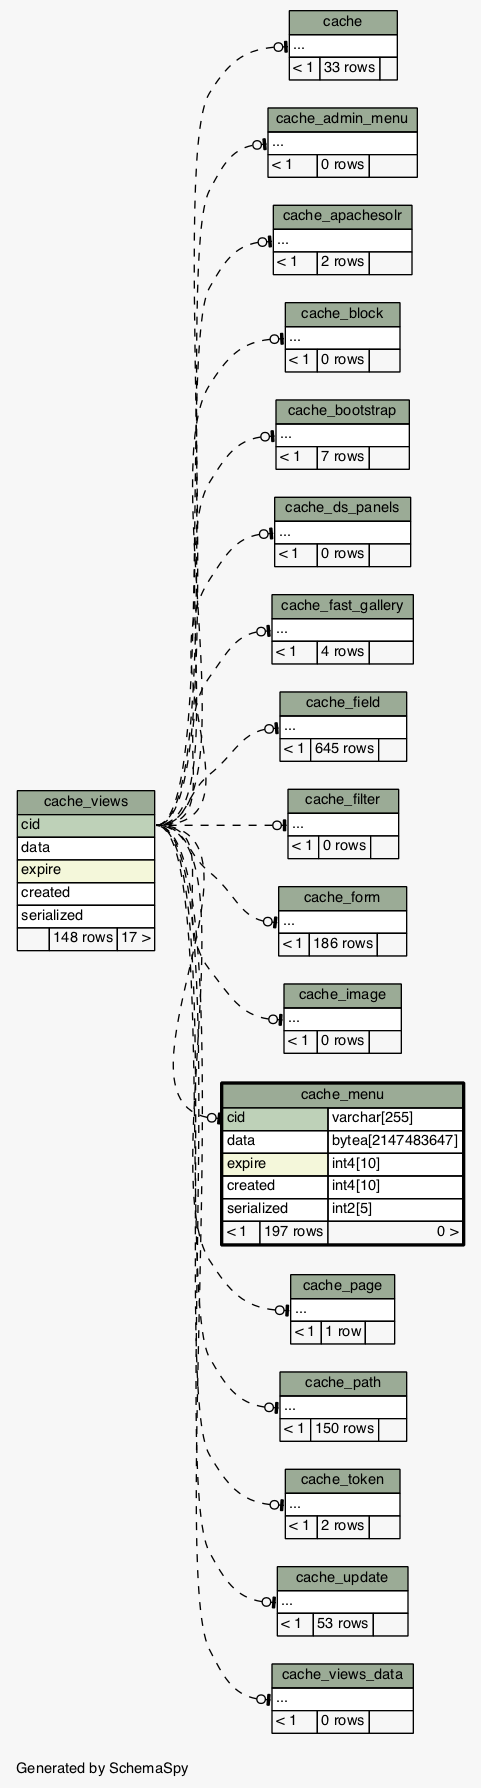 cache
...
< 1 33 rows
cache_admin_menu
...
< 1 0 rows
cache_apachesolr
...
< 1 2 rows
cache_block
...
< 1 0 rows
cache_bootstrap
...
< 1 7 rows
cache_ds_panels
...
< 1 0 rows
cache_fast_gallery
...
< 1 4 rows
cache_field
...
< 1 645 rows
cache_views
cid
data
expire
created
serialized
148 rows 17 >
cache_filter
...
< 1 0 rows
cache_form
...
< 1 186 rows
cache_image
...
< 1 0 rows
cache_menu
cid varchar[255]
data bytea[2147483647]
expire int4[10]
created int4[10]
serialized int2[5]
< 1 197 rows 0 >
cache_page
...
< 1 1 row
cache_path
...
< 1 150 rows
cache_token
...
< 1 2 rows
cache_update
...
< 1 53 rows
cache_views_data
...
< 1 0 rows
Generated by SchemaSpy